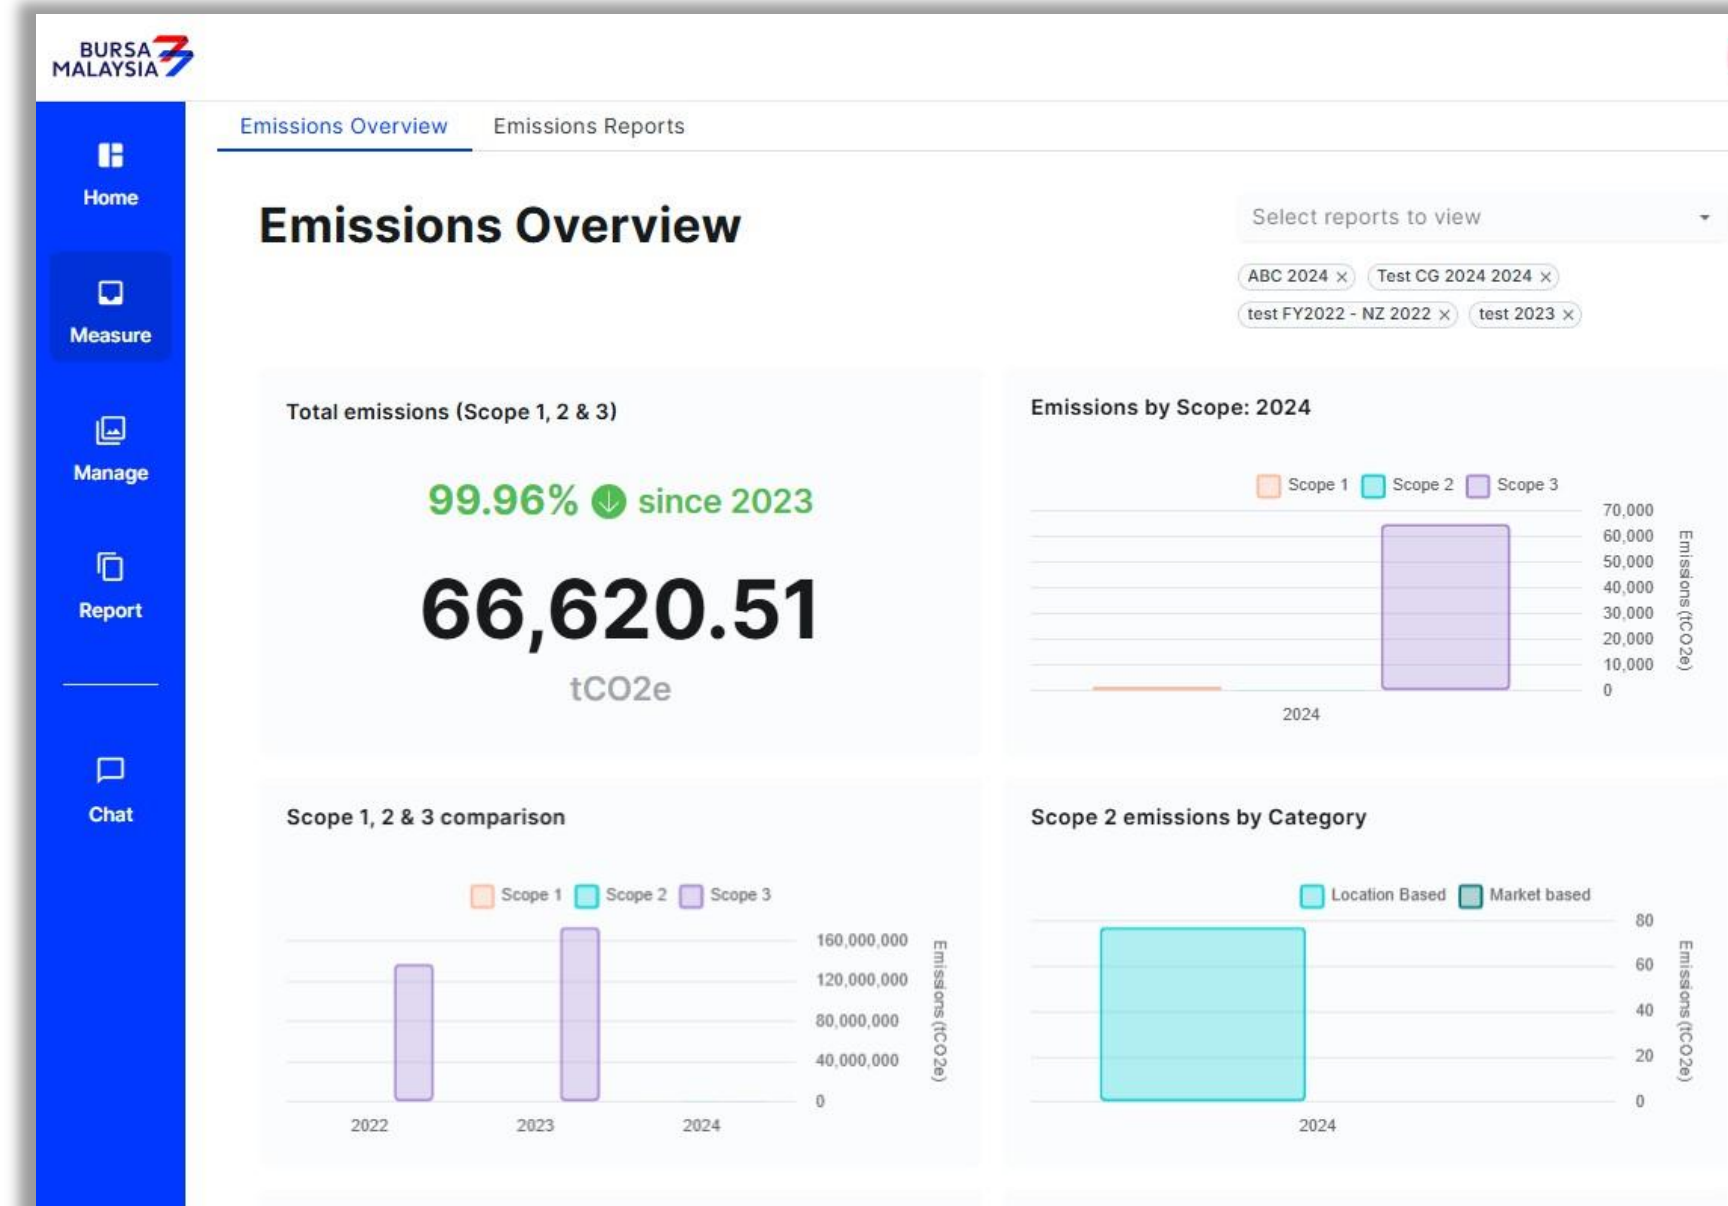 BURSA
MALAYSIA
Home
Measure
Manage
Report
Chat
Emissions Overview
Emissions Reports
Emissions Overview
Select reports to view
ABC 2024 ×
Test CG 2024 2024 ×
test FY2022 - NZ 2022 ×
test 2023 ×
Total emissions (Scope 1, 2 & 3)
99.96% ↓ since 2023
66,620.51
tCO2e
Emissions by Scope: 2024
Scope 1
Scope 2
Scope 3
70,000
60,000
50,000
40,000
30,000
20,000
10,000
0
Emissions (tCO2e)
2024
Scope 1, 2 & 3 comparison
Scope 1
Scope 2
Scope 3
160,000,000
120,000,000
80,000,000
40,000,000
0
Emissions (tCO2e)
2022
2023
2024
Scope 2 emissions by Category
Location Based
Market based
80
60
40
20
0
Emissions (tCO2e)
2024